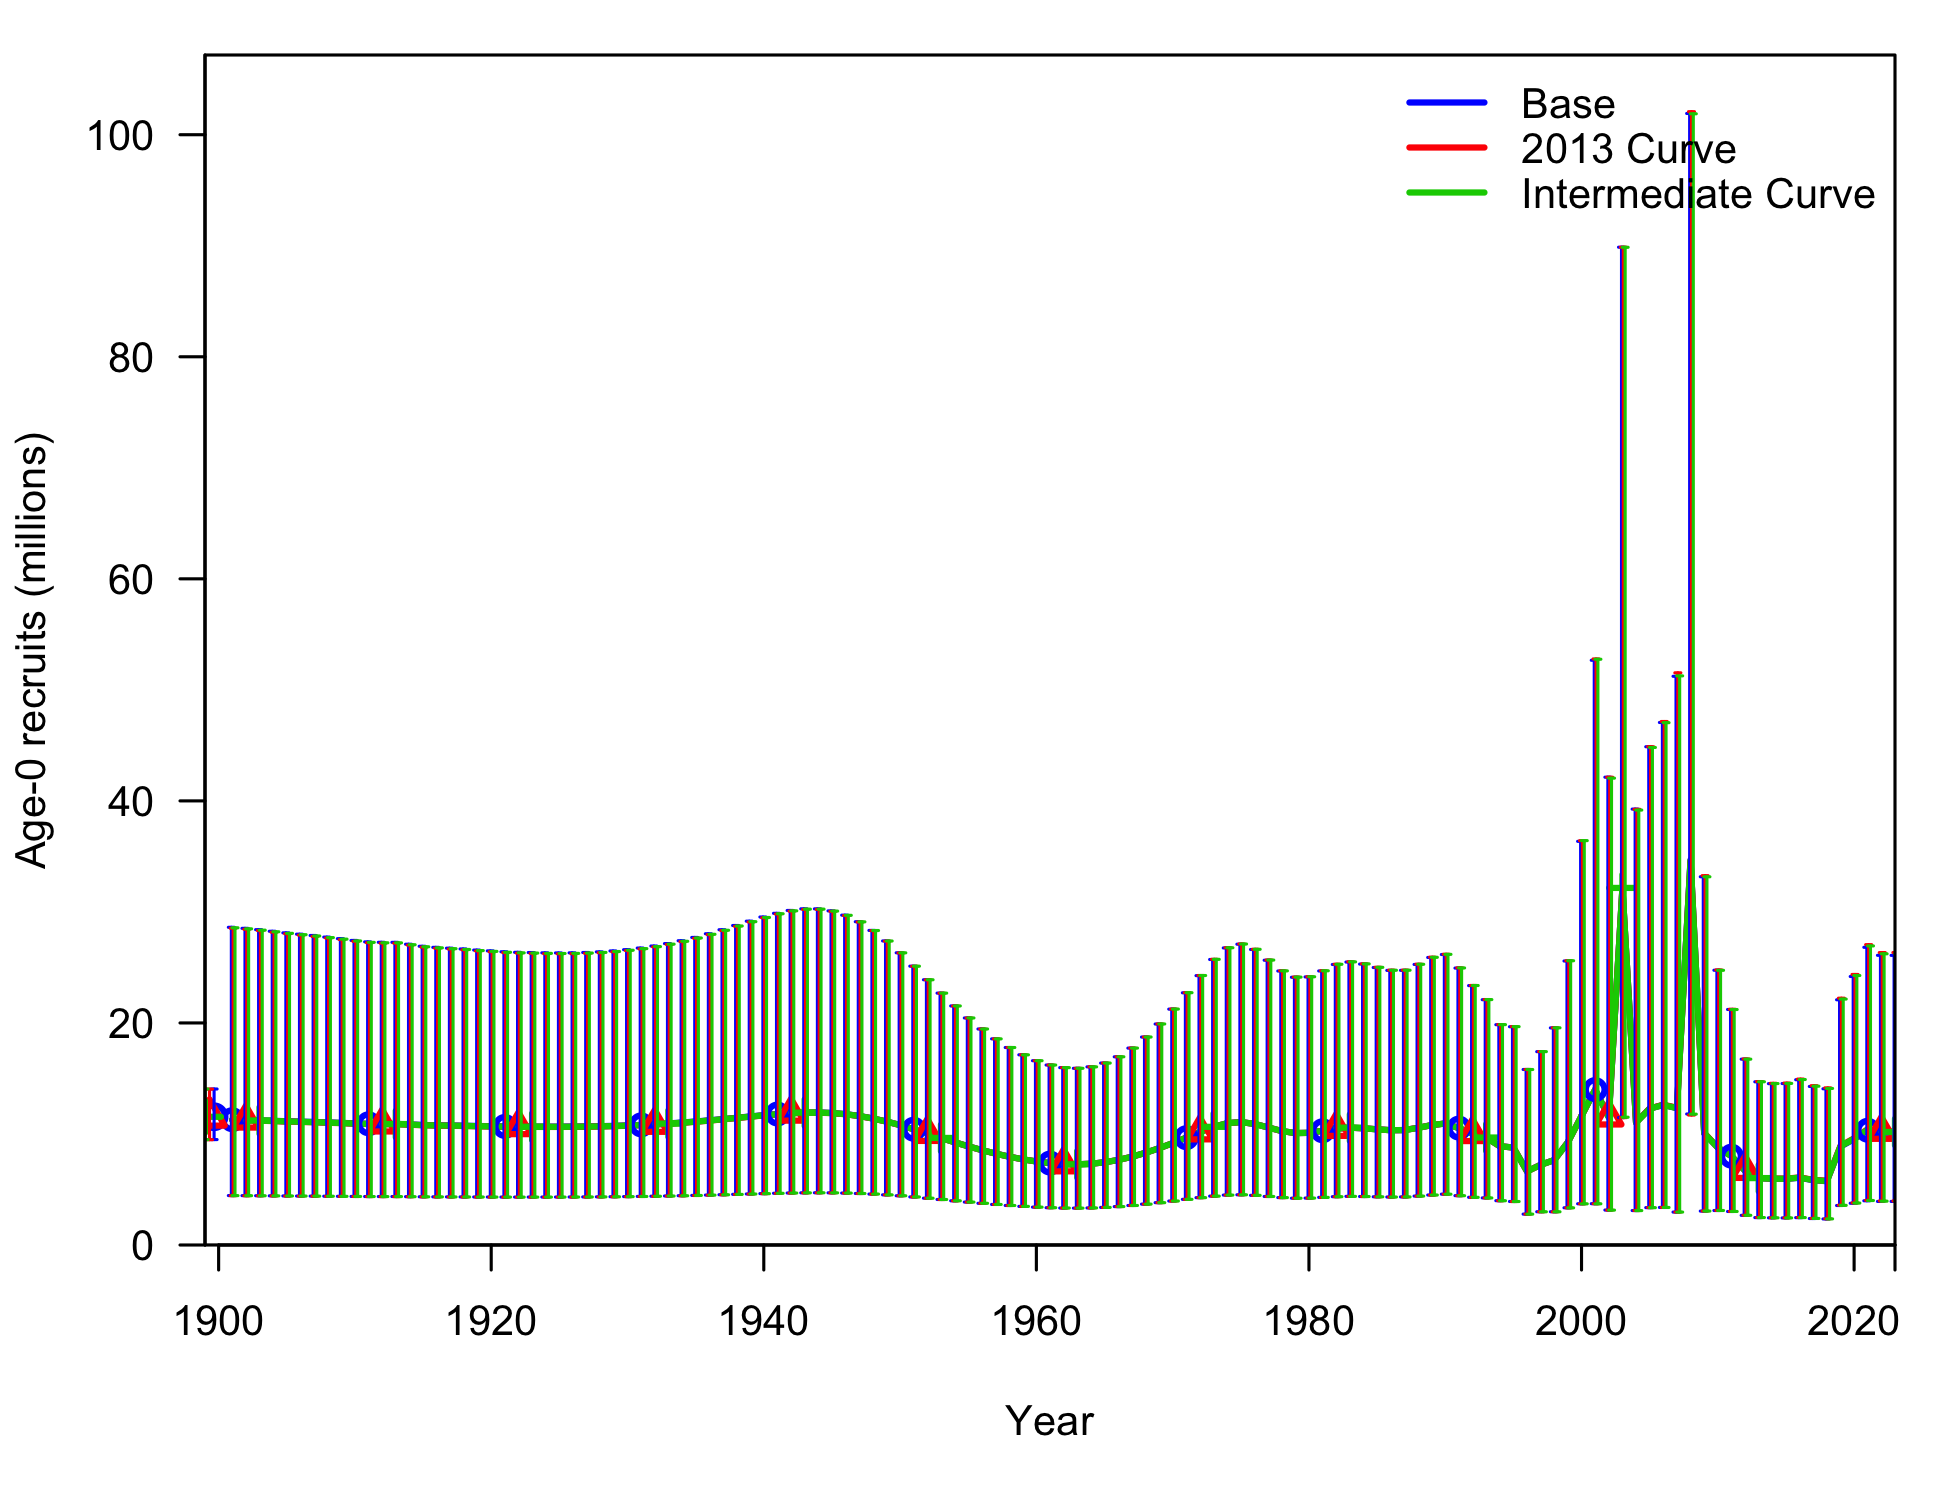 Base
2013 Curve
Intermediate Curve
Age-0 recruits (millions)
100
80
60
40
20
0
1900 1920 1940 1960 1980 2000 2020
Year